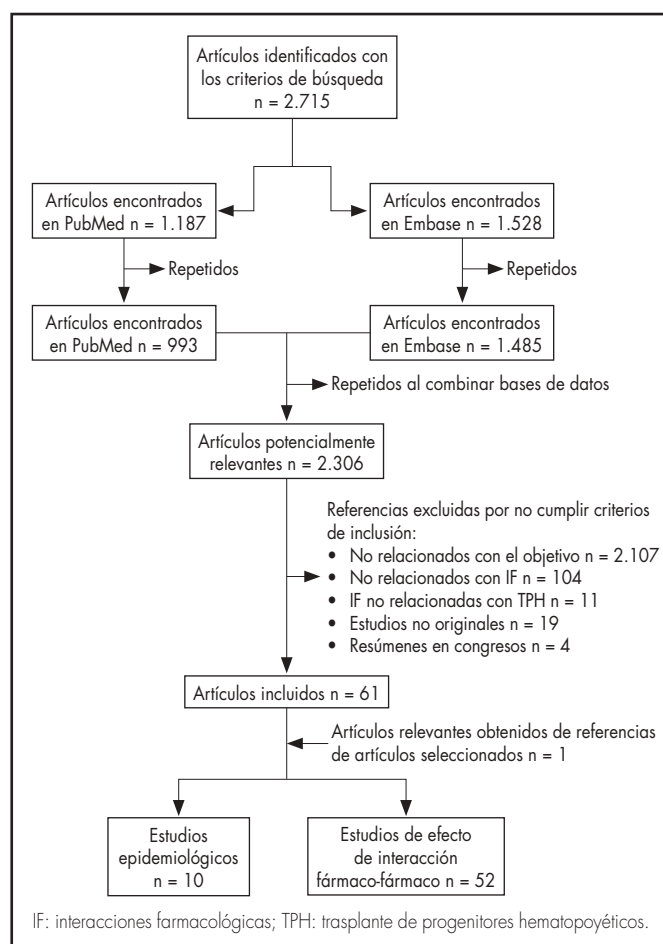 Artículos identificados con
los criterios de búsqueda
n = 2.715
Artículos encontrados
en PubMed n = 1.187
Artículos encontrados
en Embase n = 1.528
Repetidos
Repetidos
Artículos encontrados
en PubMed = 993
Artículos encontrados
en Embase n = 1.485
Repetidos al combinar bases de datos
Artículos potencialmente
relevantes n = 2.306
Referencias excluidas por no cumplir criterios
de inclusión:
• No relacionados con el objetivo n = 2.107
• No relacionados con IF n = 104
• IF no relacionadas con TPH n = 11
• Estudios no originales n = 19
• Resúmenes en congresos n = 4
Artículos incluidos n = 61
Artículos relevantes obtenidos de referencias
de artículos seleccionados n = 1
Estudios
epidemiológicos
n = 10
Estudios de efecto
de interacción
fármaco-fármaco n = 52
IF: interacciones farmacológicas; TPH: trasplante de progenitores hematopoyéticos.